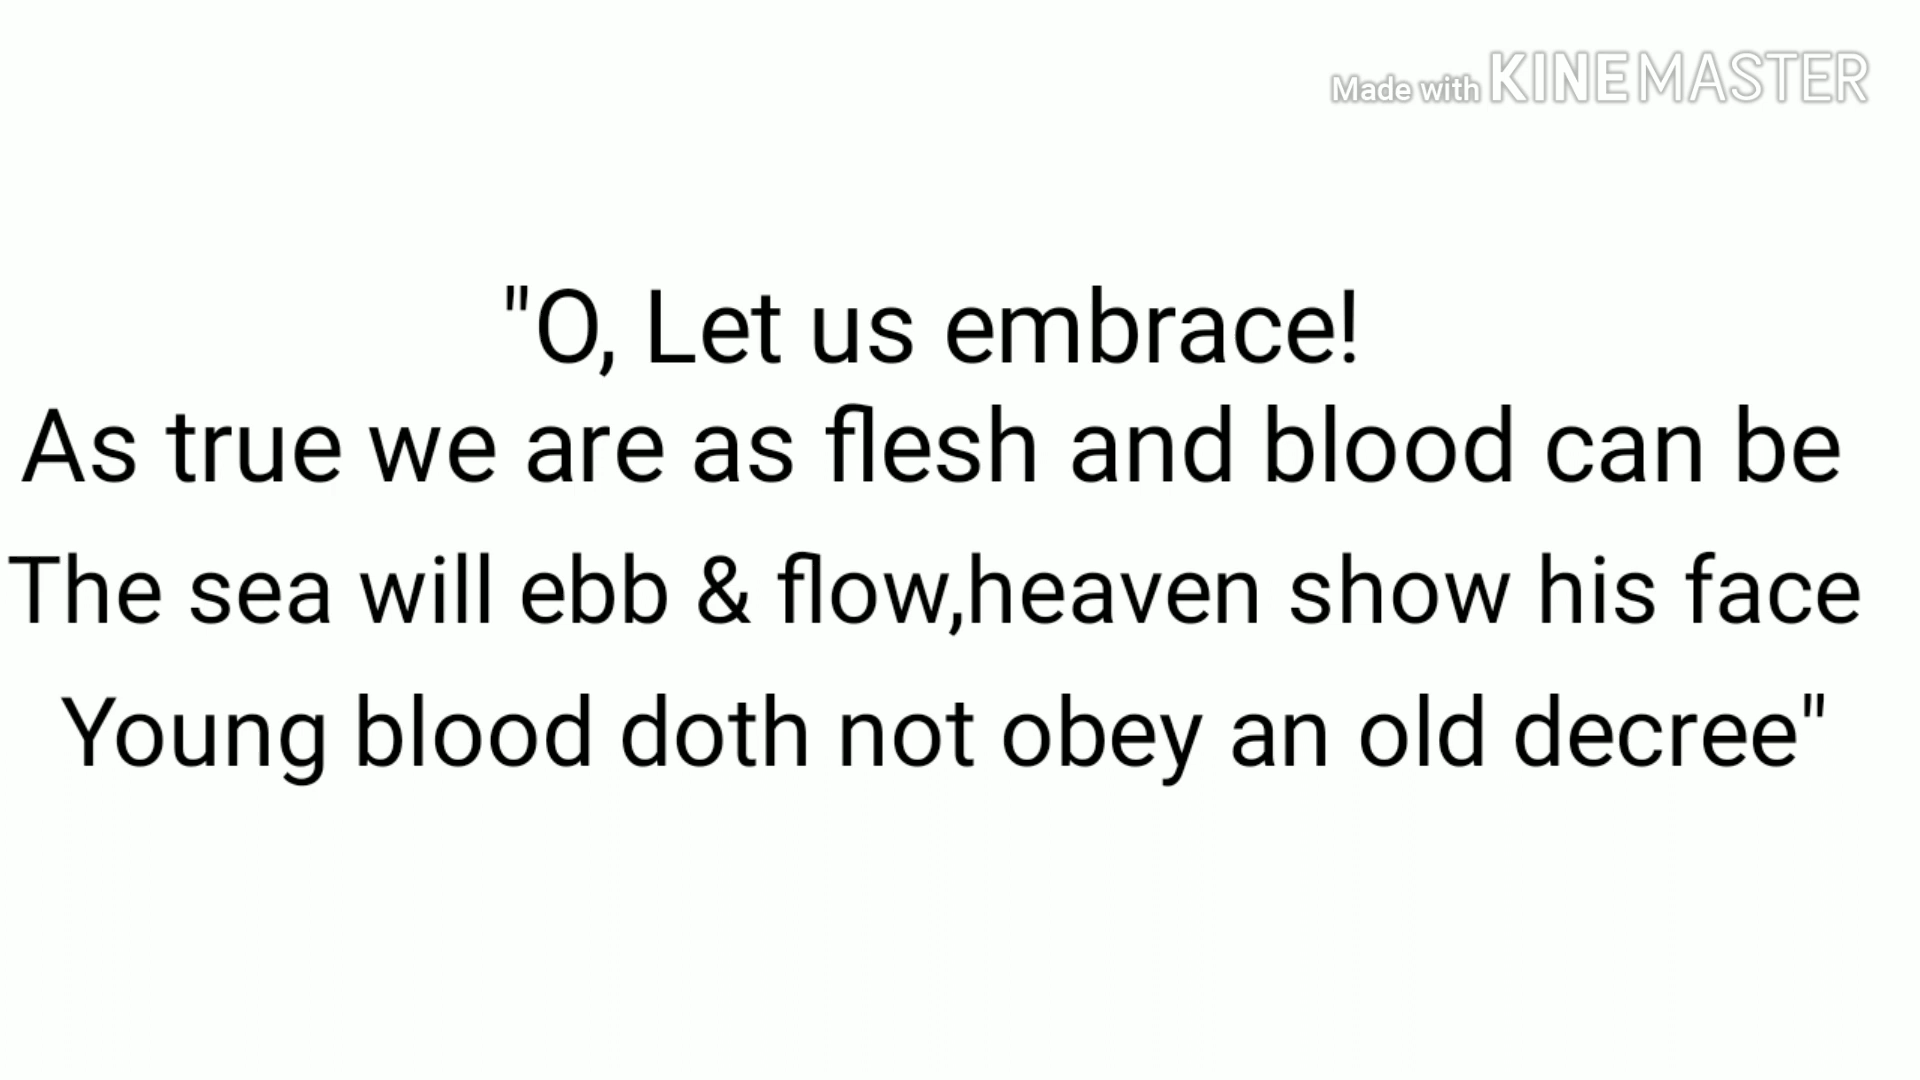 Made with KINEMASTER
"O, Let us embrace!
As true we are as flesh and blood can be
The sea will ebb & flow,heaven show his face
Young blood doth not obey an old decree"